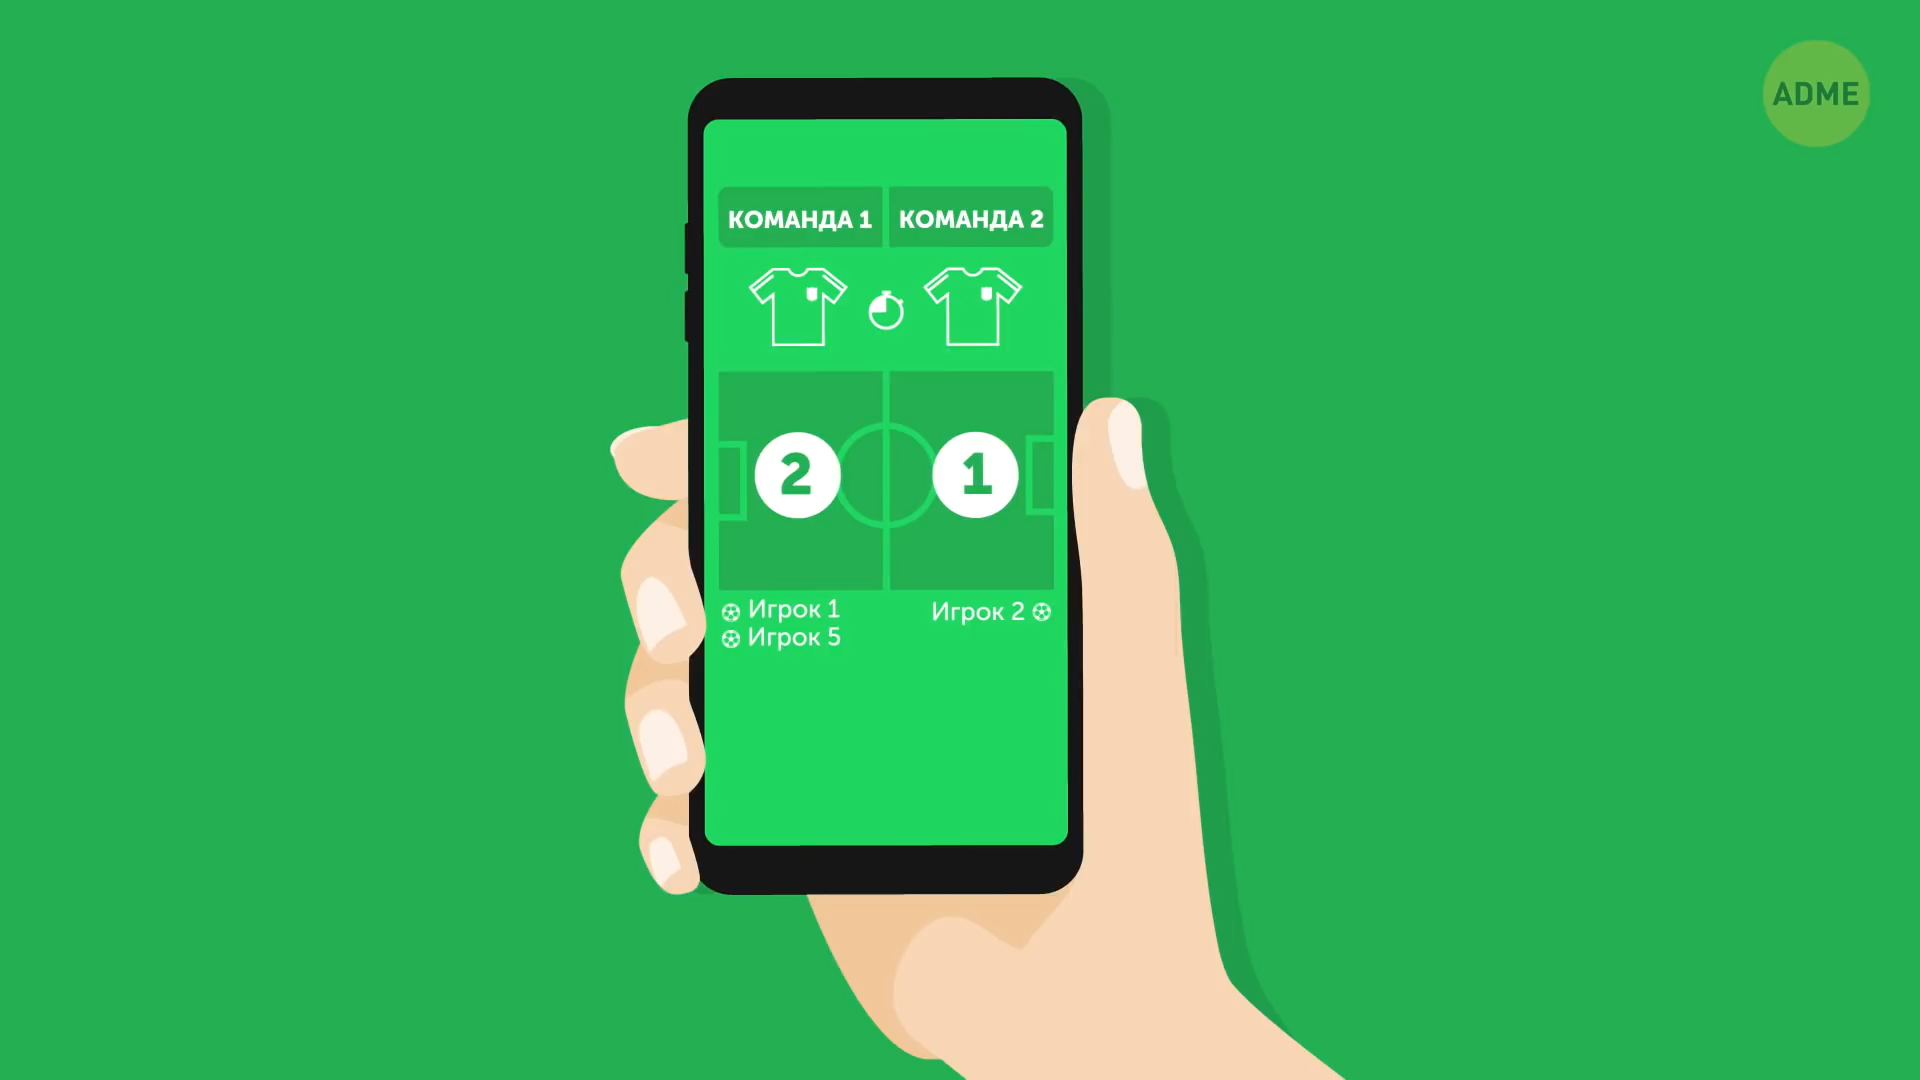 ADME
КОМАНДА 1
КОМАНДА 2
2
1
Игрок 1
Игрок 2
Игрок 5